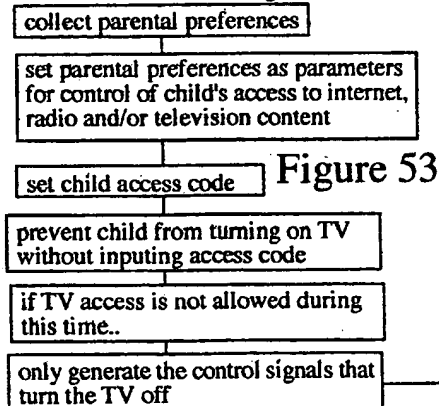 collect parental preferences
set parental preferences as parameters
for control of child's access to internet,
radio and/or television content
set child access code
Figure 53
prevent child from turning on TV
without inputing access code
if TV access is not allowed during
this time..
only generate the control signals that
turn the TV off